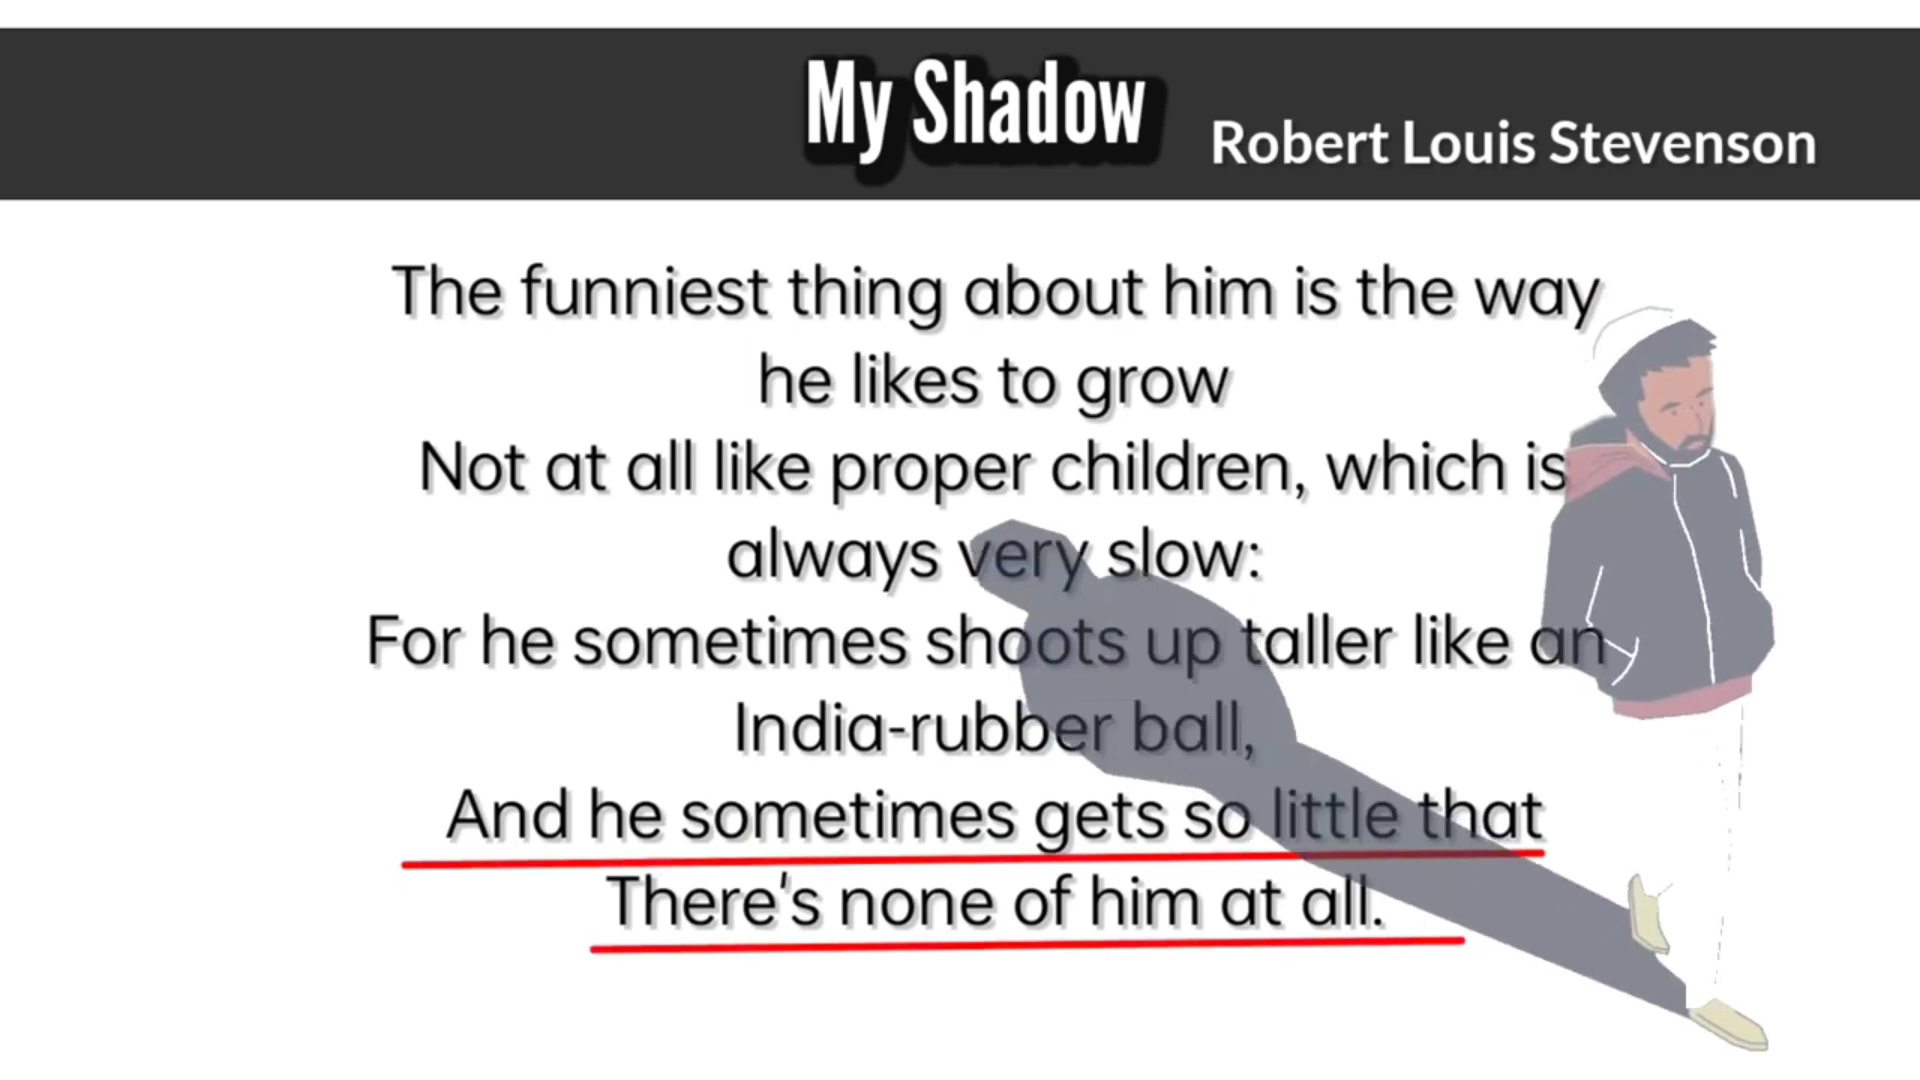 My Shadow
Robert Louis Stevenson
The funniest thing about him is the way
he likes to grow
Not at all like proper children, which is
always very slow:
For he sometimes shoots up taller like an
India-rubber ball,
And he sometimes gets so little that
There's none of him at all.